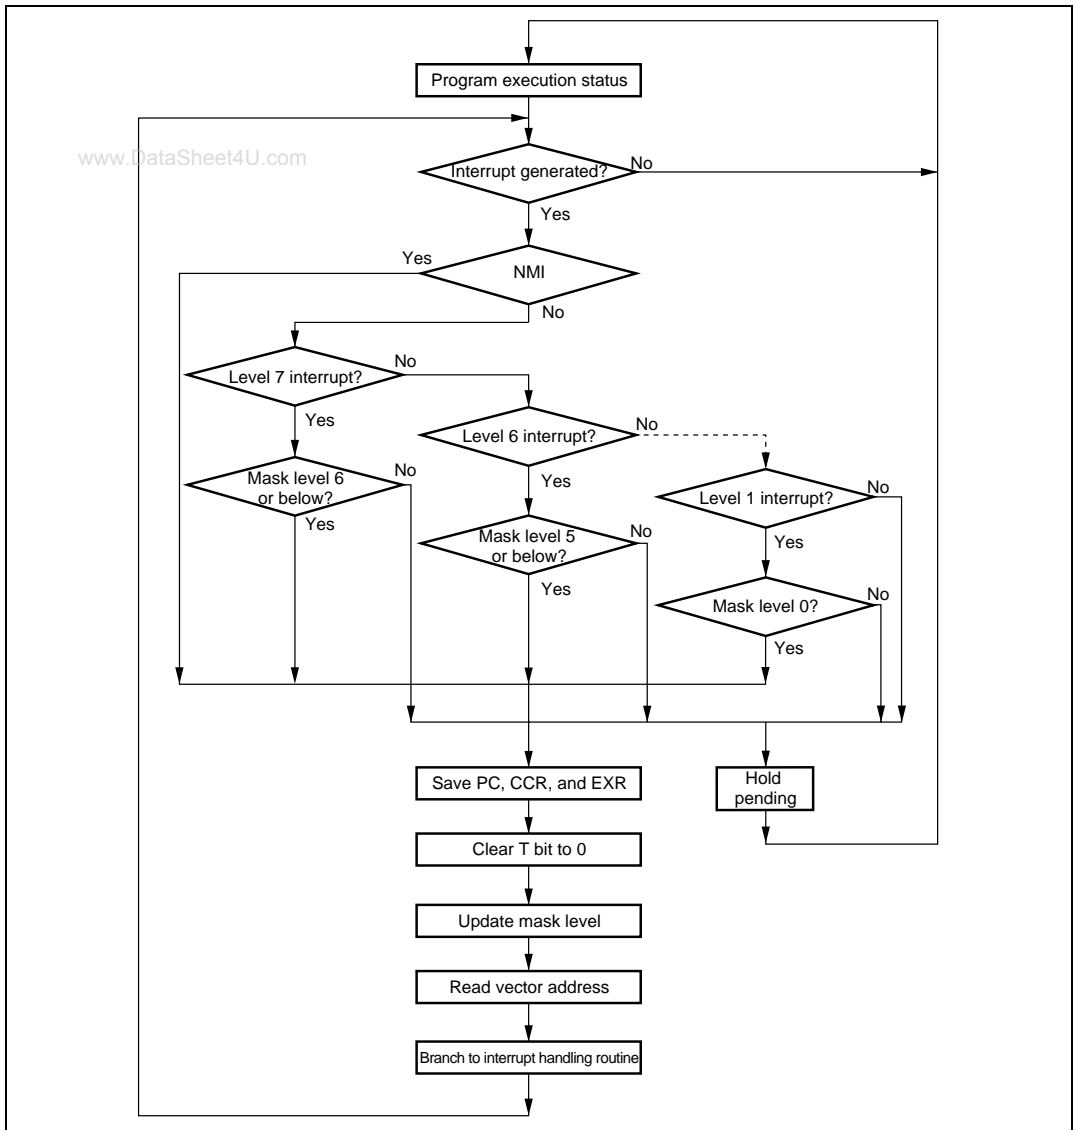 Program execution status
www.DataSheet4U.com
Interrupt generated?
No
Yes
Yes
NMI
No
Level 7 interrupt?
No
Yes
Level 6 interrupt?
No
Yes
Mask level 6
or below?
No
Yes
Level 1 interrupt?
No
Yes
Mask level 5
or below?
No
Yes
Mask level 0?
No
Yes
Save PC, CCR, and EXR
Hold
pending
Clear T bit to 0
Update mask level
Read vector address
Branch to interrupt handling routine